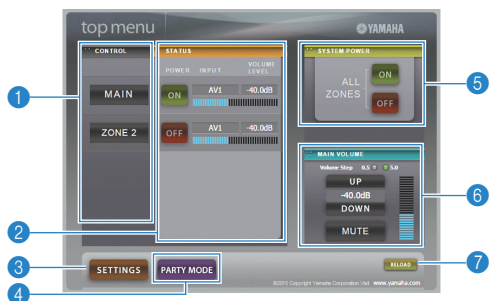 top menu
YAMAHA
CONTROL
MAIN
ZONE 2
STATUS
POWER INPUT VOLUME LEVEL
ON AV1 -40.0dB
OFF AV1 -40.0dB
SYSTEM POWER
ALL ZONES
ON
OFF
MAIN VOLUME
Volume Step 0.5 5.0
UP
-40.0dB
DOWN
MUTE
SETTINGS
PARTY MODE
RELOAD
©2013 Copyright Yamaha Corporation Visit www.yamaha.com
1
2
3
4
5
6
7